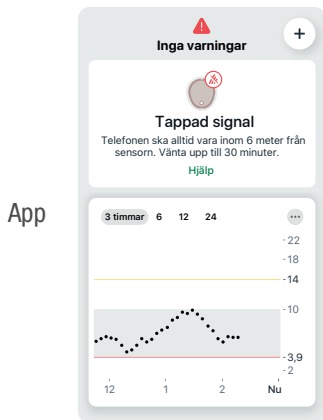 Inga varningar
+
Tappad signal
Telefonen ska alltid vara inom 6 meter från
sensorn. Vänta upp till 30 minuter.
Hjälp
App
3 timmar 6 12 24
22
18
14
10
3,9
2
12 1 2 Nu